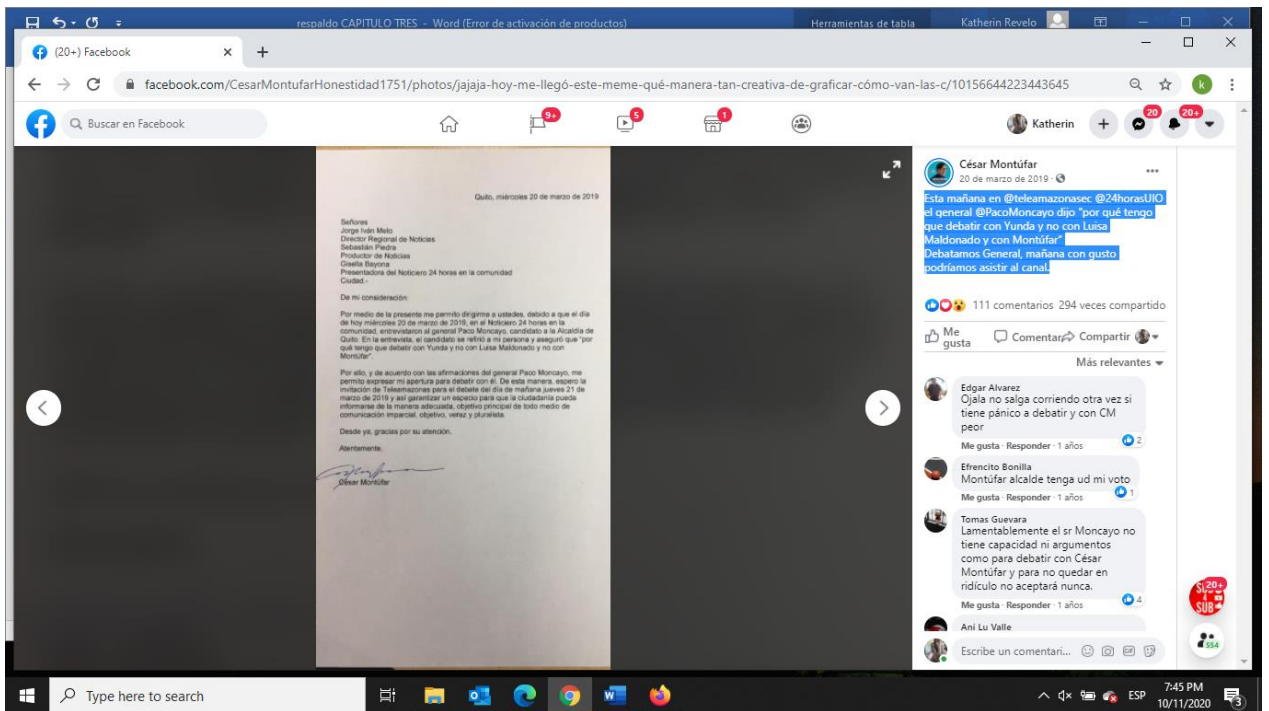 respaldo CAPITULO TRES - Word (Error de activación de productos)
Herramientas de tabla
Katherin Revelo
(20+) Facebook
facebook.com/CesarMontufarHonestidad1751/photos/jajaja-hoy-me-llegó-este-meme-qué-manera-tan-creativa-de-graficar-cómo-van-las-c/10156644223443645
k
Buscar en Facebook
9+
5
1
Katherin
20
20+
Quito, miércoles 20 de marzo de 2019
Señores
Jorge Iván Melo
Director Regional de Noticias
Sebastián Piedra
Productor de Noticias
Gisella Bayona
Presentadora del Noticiero 24 horas en la comunidad
Ciudad.-
De mi consideración:
Por medio de la presente me permito dirigirme a ustedes, debido a que el día
de hoy miércoles 20 de marzo de 2019, en el Noticiero 24 horas en la
comunidad, entrevistaron al general Paco Moncayo, candidato a la Alcaldía de
Quito. En la entrevista, el candidato se refirió a mi persona y aseguró que "por
qué tengo que debatir con Yunda y no con Luisa Maldonado y no con
Montúfar".
Por ello, y de acuerdo con las afirmaciones del general Paco Moncayo, me
permito expresar mi apertura para debatir con él. De esta manera, espero la
invitación de Teleamazonas para el debate del día de mañana jueves 21 de
marzo de 2019 y así garantizar un espacio para que la ciudadanía pueda
informarse de la manera adecuada, objetivo principal de todo medio de
comunicación imparcial, objetivo, veraz y pluralista.
Desde ya, gracias por su atención.
Atentamente,
César Montúfar
César Montúfar
20 de marzo de 2019
Esta mañana en @teleamazonasec @24horasUIO
el general @PacoMoncayo dijo "por qué tengo
que debatir con Yunda y no con Luisa
Maldonado y con Montúfar"
Debatamos General, mañana con gusto
podríamos asistir al canal.
111 comentarios 294 veces compartido
Me gusta
Comentar
Compartir
Más relevantes
Edgar Alvarez
Ojala no salga corriendo otra vez si
tiene pánico a debatir y con CM
peor
Me gusta · Responder · 1 años
2
Efrencito Bonilla
Montúfar alcalde tenga ud mi voto
Me gusta · Responder · 1 años
1
Tomas Guevara
Lamentablemente el sr Moncayo no
tiene capacidad ni argumentos
como para debatir con César
Montúfar y para no quedar en
ridículo no aceptará nunca.
Me gusta · Responder · 1 años
4
Ani Lu Valle
Escribe un comentari...
GIF
20+
SUB
4
SUB
554
Type here to search
ESP
7:45 PM
10/11/2020
3